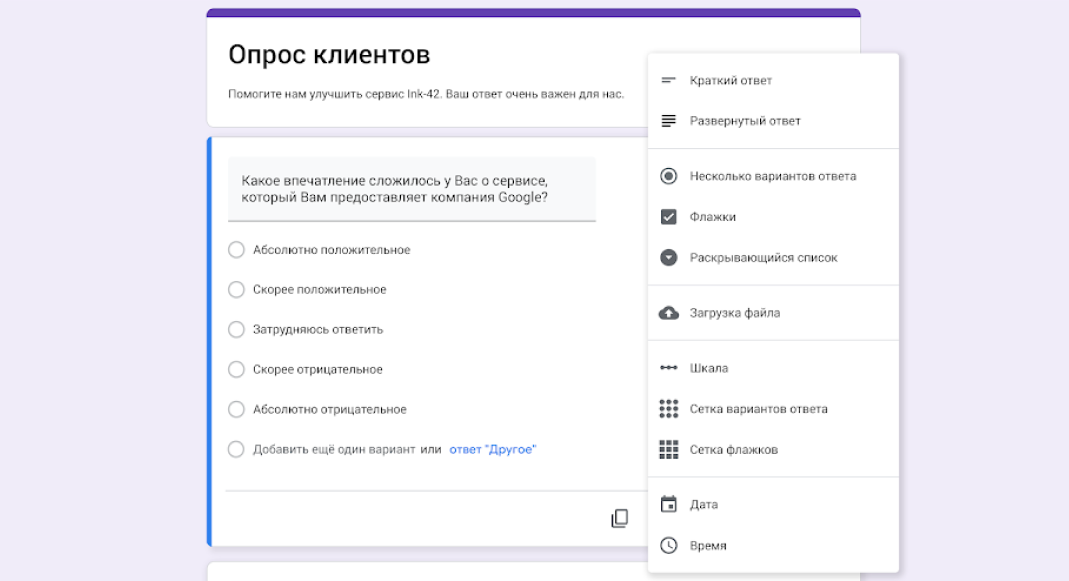 Опрос клиентов
Помогите нам улучшить сервис Ink-42. Ваш ответ очень важен для нас.
Какое впечатление сложилось у Вас о сервисе,
который Вам предоставляет компания Google?
Абсолютно положительное
Скорее положительное
Затрудняюсь ответить
Скорее отрицательное
Абсолютно отрицательное
Добавить ещё один вариант или ответ "Другое"
Краткий ответ
Развернутый ответ
Несколько вариантов ответа
Флажки
Раскрывающийся список
Загрузка файла
Шкала
Сетка вариантов ответа
Сетка флажков
Дата
Время